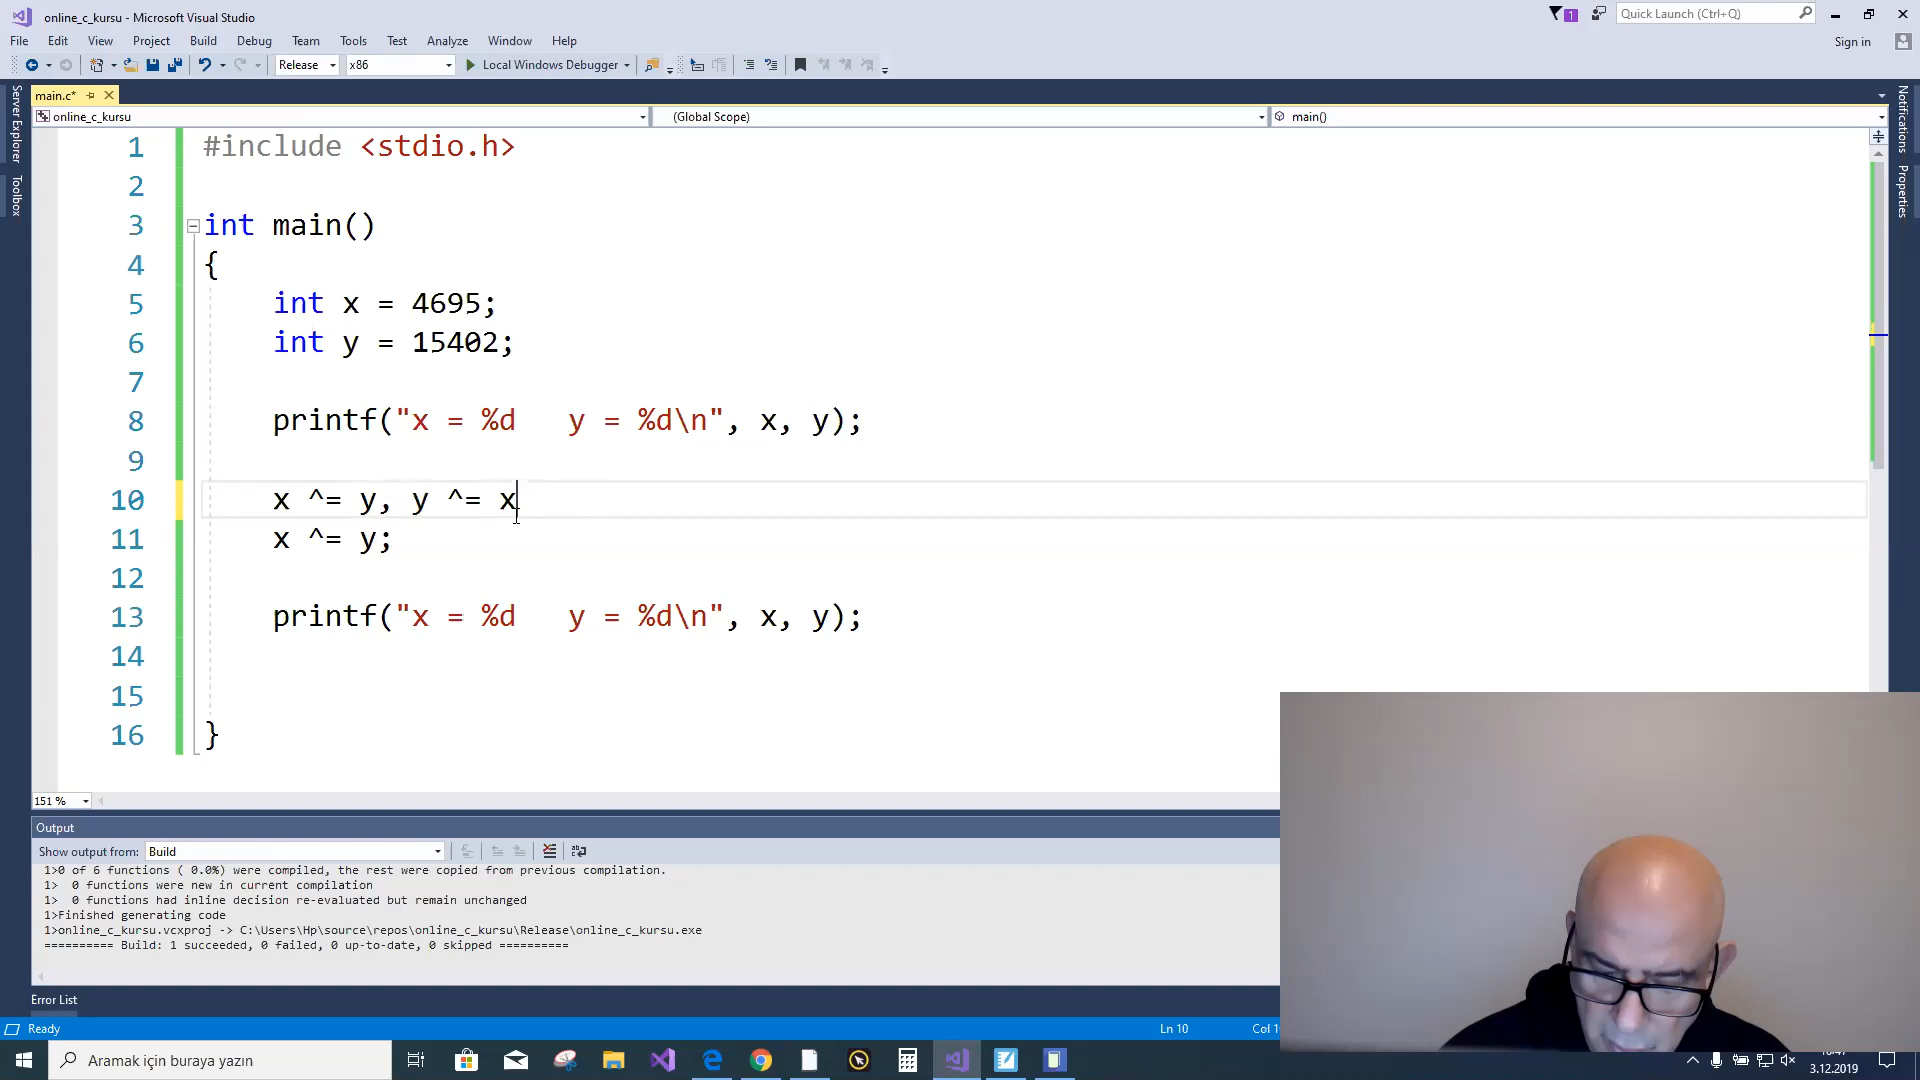 online_c_kursu - Microsoft Visual Studio
1
Quick Launch (Ctrl+Q)
File Edit View Project Build Debug Team Tools Test Analyze Window Help
Sign in
Release x86 Local Windows Debugger
main.c*
online_c_kursu (Global Scope) main()
Server Explorer
Toolbox
Notifications
Properties
1 #include <stdio.h>
2
3 int main()
4 {
5 int x = 4695;
6 int y = 15402;
7
8 printf("x = %d   y = %d\n", x, y);
9
10 x ^= y, y ^= x
11 x ^= y;
12
13 printf("x = %d   y = %d\n", x, y);
14
15
16 }
151 %
Output
Show output from: Build
1>0 of 6 functions ( 0.0%) were compiled, the rest were copied from previous compilation.
1>  0 functions were new in current compilation
1>  0 functions had inline decision re-evaluated but remain unchanged
1>Finished generating code
1>online_c_kursu.vcxproj -> C:\Users\Hp\source\repos\online_c_kursu\Release\online_c_kursu.exe
========== Build: 1 succeeded, 0 failed, 0 up-to-date, 0 skipped ==========
Error List
Ready Ln 10
Aramak için buraya yazın
3.12.2019